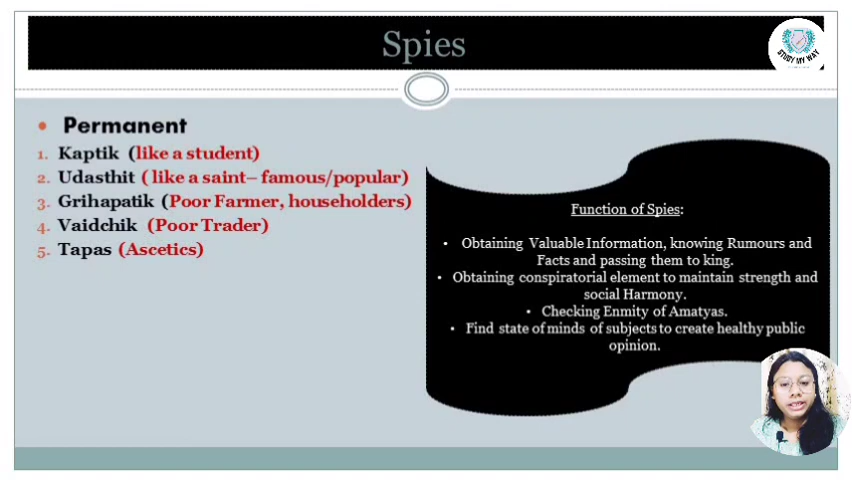 Spies
STUDY MY WAY
• Permanent
1. Kaptik (like a student)
2. Udasthit ( like a saint– famous/popular)
3. Grihapatik (Poor Farmer, householders)
4. Vaidchik (Poor Trader)
5. Tapas (Ascetics)
Function of Spies:
• Obtaining Valuable Information, knowing Rumours and
Facts and passing them to king.
• Obtaining conspiratorial element to maintain strength and
social Harmony.
• Checking Enmity of Amatyas.
• Find state of minds of subjects to create healthy public
opinion.